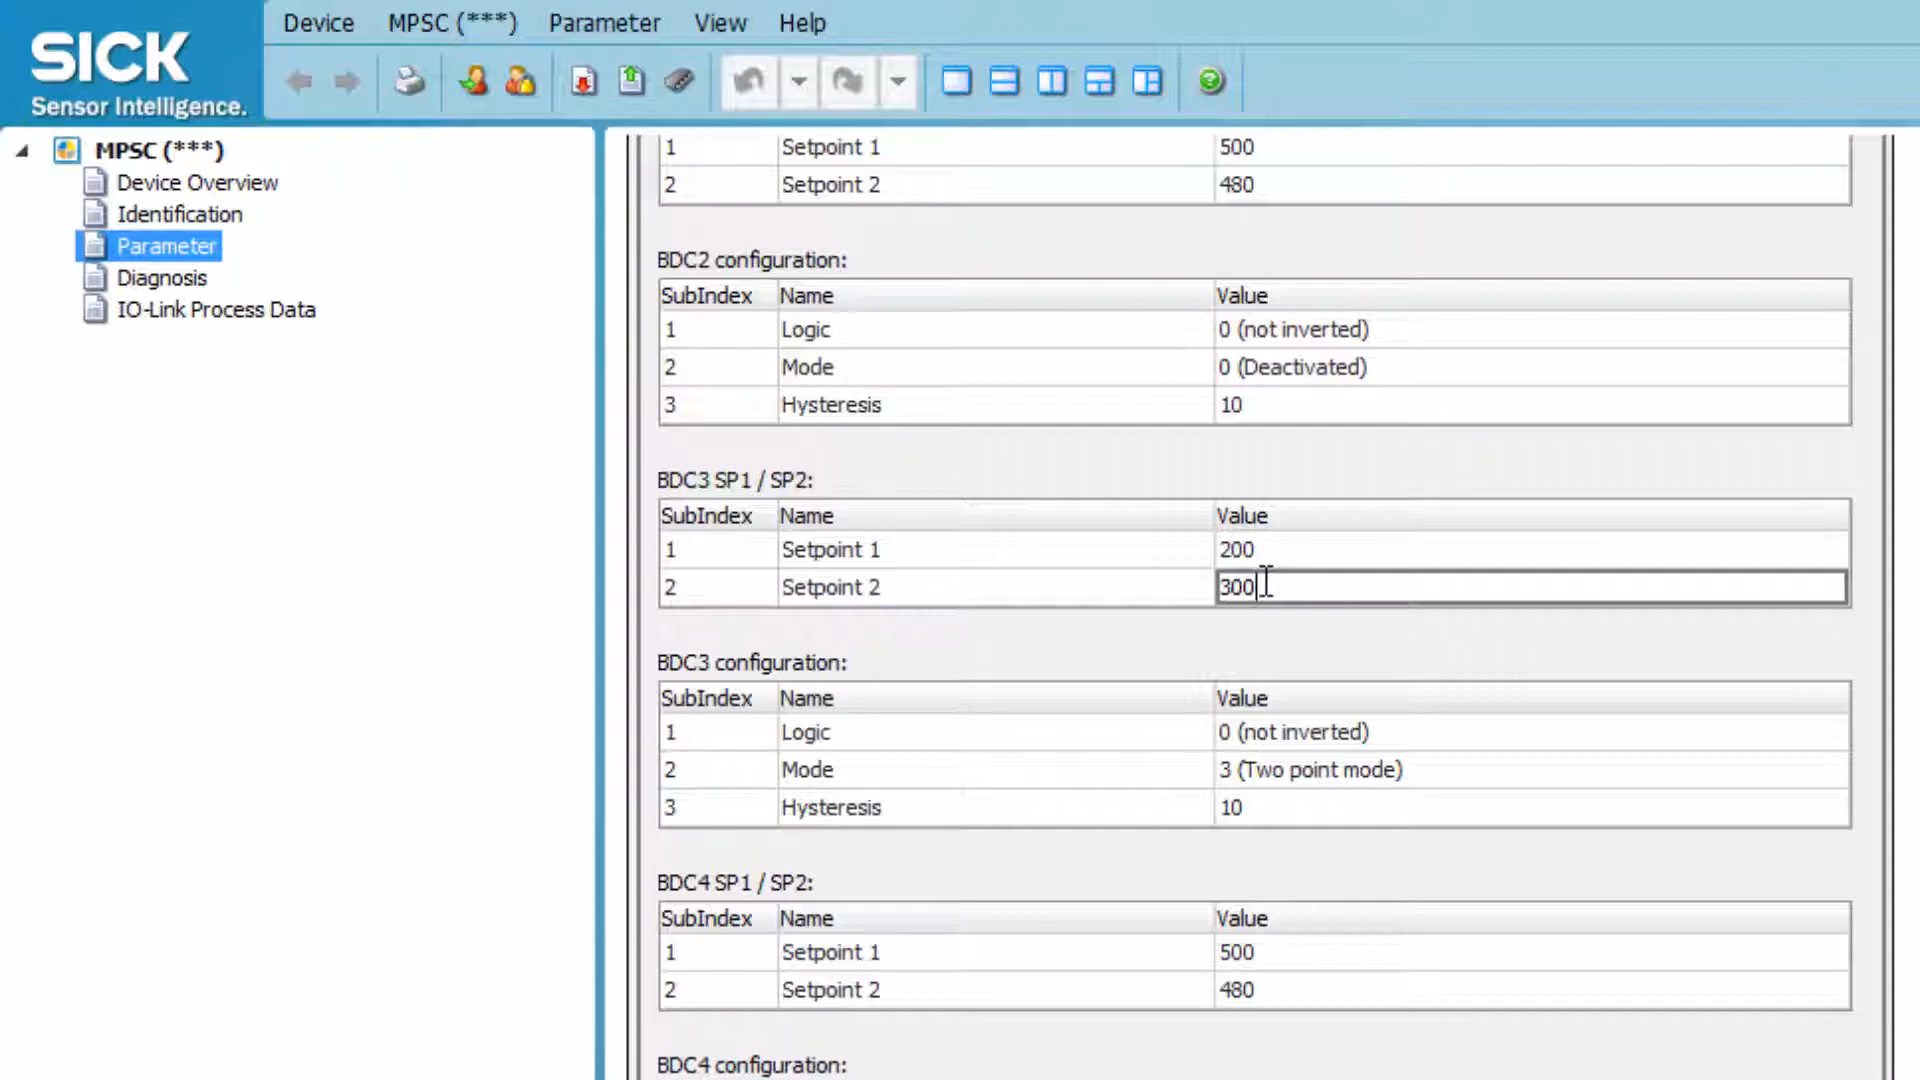 SICK
Sensor Intelligence.
Device MPSC (***) Parameter View Help
MPSC (***)
Device Overview
Identification
Parameter
Diagnosis
IO-Link Process Data
1 Setpoint 1 500
2 Setpoint 2 480
BDC2 configuration:
SubIndex Name Value
1 Logic 0 (not inverted)
2 Mode 0 (Deactivated)
3 Hysteresis 10
BDC3 SP1 / SP2:
SubIndex Name Value
1 Setpoint 1 200
2 Setpoint 2 300
BDC3 configuration:
SubIndex Name Value
1 Logic 0 (not inverted)
2 Mode 3 (Two point mode)
3 Hysteresis 10
BDC4 SP1 / SP2:
SubIndex Name Value
1 Setpoint 1 500
2 Setpoint 2 480
BDC4 configuration: